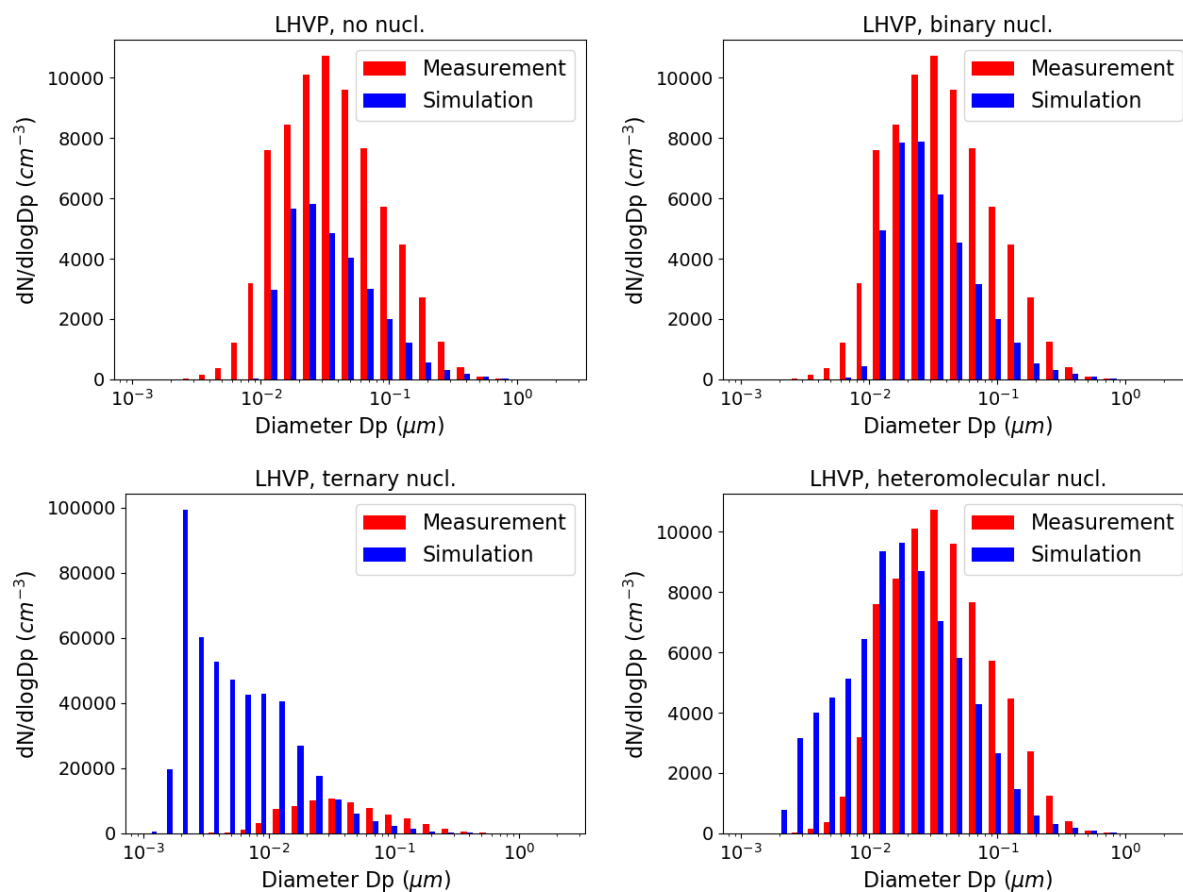 LHVP, no nucl.
dN/dlogDp (cm⁻³)
10000
8000
6000
4000
2000
0
Measurement
Simulation
10⁻³ 10⁻² 10⁻¹ 10⁰
Diameter Dp (μm)
LHVP, binary nucl.
dN/dlogDp (cm⁻³)
10000
8000
6000
4000
2000
0
Measurement
Simulation
10⁻³ 10⁻² 10⁻¹ 10⁰
Diameter Dp (μm)
LHVP, ternary nucl.
dN/dlogDp (cm⁻³)
100000
80000
60000
40000
20000
0
Measurement
Simulation
10⁻³ 10⁻² 10⁻¹ 10⁰
Diameter Dp (μm)
LHVP, heteromolecular nucl.
dN/dlogDp (cm⁻³)
10000
8000
6000
4000
2000
0
Measurement
Simulation
10⁻³ 10⁻² 10⁻¹ 10⁰
Diameter Dp (μm)